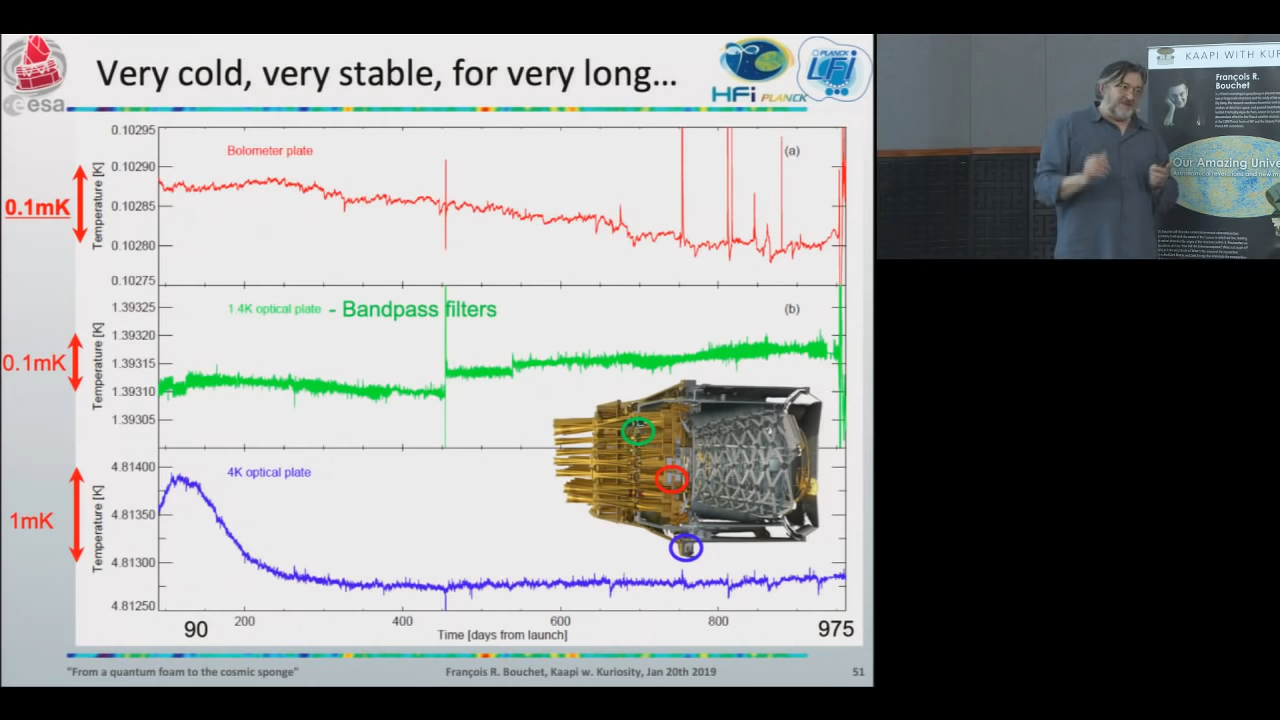 esa
Very cold, very stable, for very long...
HFi PLANCK
PLANCK
LFi
0.10295
0.10290
0.10285
0.10280
0.10275
Temperature [K]
Bolometer plate
(a)
0.1mK
1.39325
1.39320
1.39315
1.39310
1.39305
Temperature [K]
1.4K optical plate - Bandpass filters
(b)
0.1mK
4.81400
4.81350
4.81300
4.81250
Temperature [K]
4K optical plate
1mK
200
400
600
800
90
975
Time [days from launch]
"From a quantum foam to the cosmic sponge"
François R. Bouchet, Kaapi w. Kuriosity, Jan 20th 2019
51
KAAPI WITH KUR
François R.
Bouchet
Our Amazing Unive